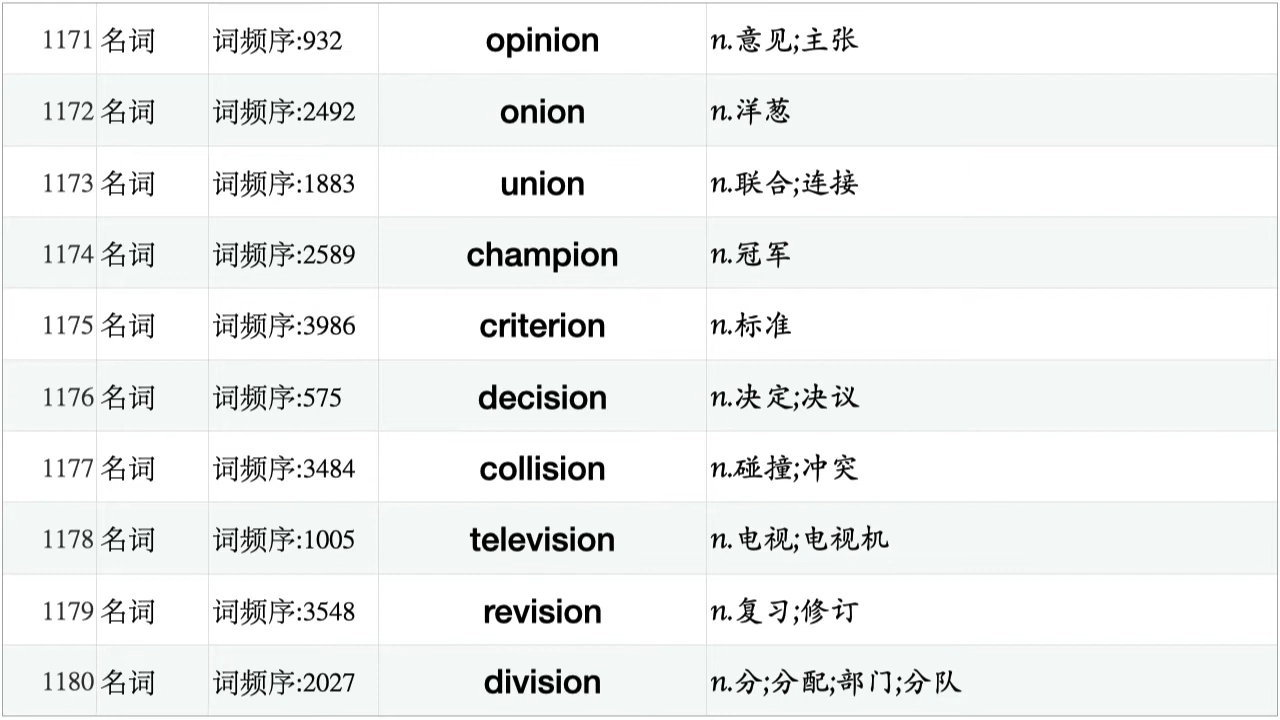 1171 名词 词频序:932 opinion n.意见;主张
1172 名词 词频序:2492 onion n.洋葱
1173 名词 词频序:1883 union n.联合;连接
1174 名词 词频序:2589 champion n.冠军
1175 名词 词频序:3986 criterion n.标准
1176 名词 词频序:575 decision n.决定;决议
1177 名词 词频序:3484 collision n.碰撞;冲突
1178 名词 词频序:1005 television n.电视;电视机
1179 名词 词频序:3548 revision n.复习;修订
1180 名词 词频序:2027 division n.分;分配;部门;分队